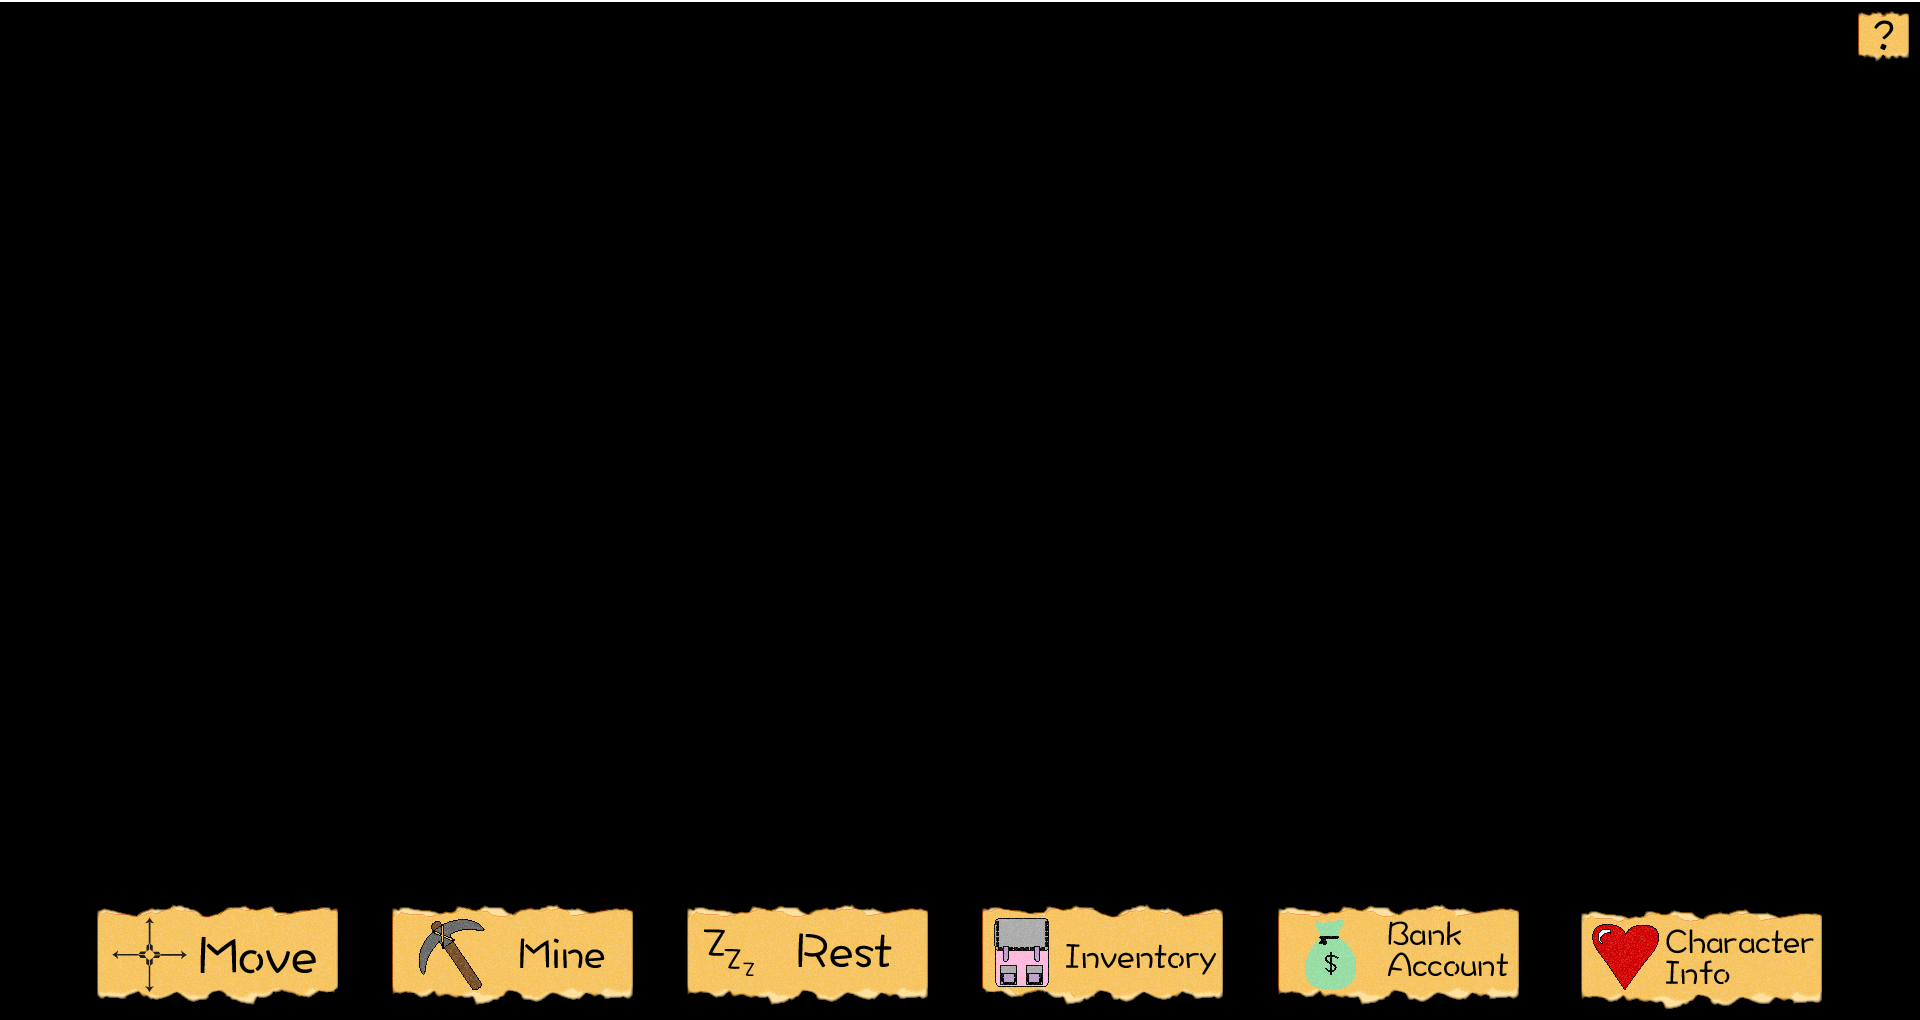 ?
Move
Mine
Zzz
Rest
Inventory
$
Bank
Account
Character
Info